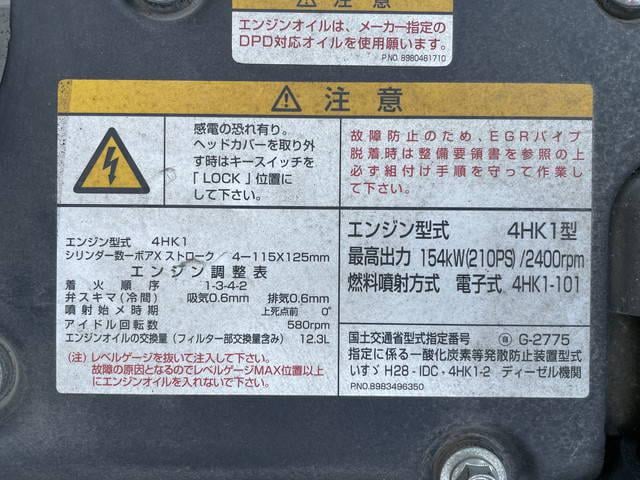 注意
エンジンオイルは、メーカー指定の
DPD対応オイルを使用願います。
P.NO. 8980461710
注意
感電の恐れ有り。
ヘッドカバーを取り外
す時はキースイッチを
「LOCK」位置に
して下さい。
故障防止のため、EGRパイプ
脱着時は整備要領書を参照の上
必ず組付け手順を守って作業し
て下さい。
エンジン型式 4HK1
シリンダー数ーボアX ストローク 4ー115X125mm
エンジン調整表
着火順序 1-3-4-2
弁スキマ(冷間) 吸気0.6mm 排気0.6mm
噴射始メ時期 上死点前 0°
アイドル回転数 580rpm
エンジンオイルの交換量(フィルター部交換量含み) 12.3L
(注)レベルゲージを抜いて注入して下さい。
故障の原因となるのでレベルゲージMAX位置以上
にエンジンオイルを入れないで下さい。
エンジン型式 4HK1型
最高出力 154kW(210PS)/2400rpm
燃料噴射方式 電子式 4HK1-101
国土交通省型式指定番号 G-2775
指定に係る一酸化炭素等発散防止装置型式
いすゞ H28-IDC・4HK1-2 ディーゼル機関
PNO.8983496350